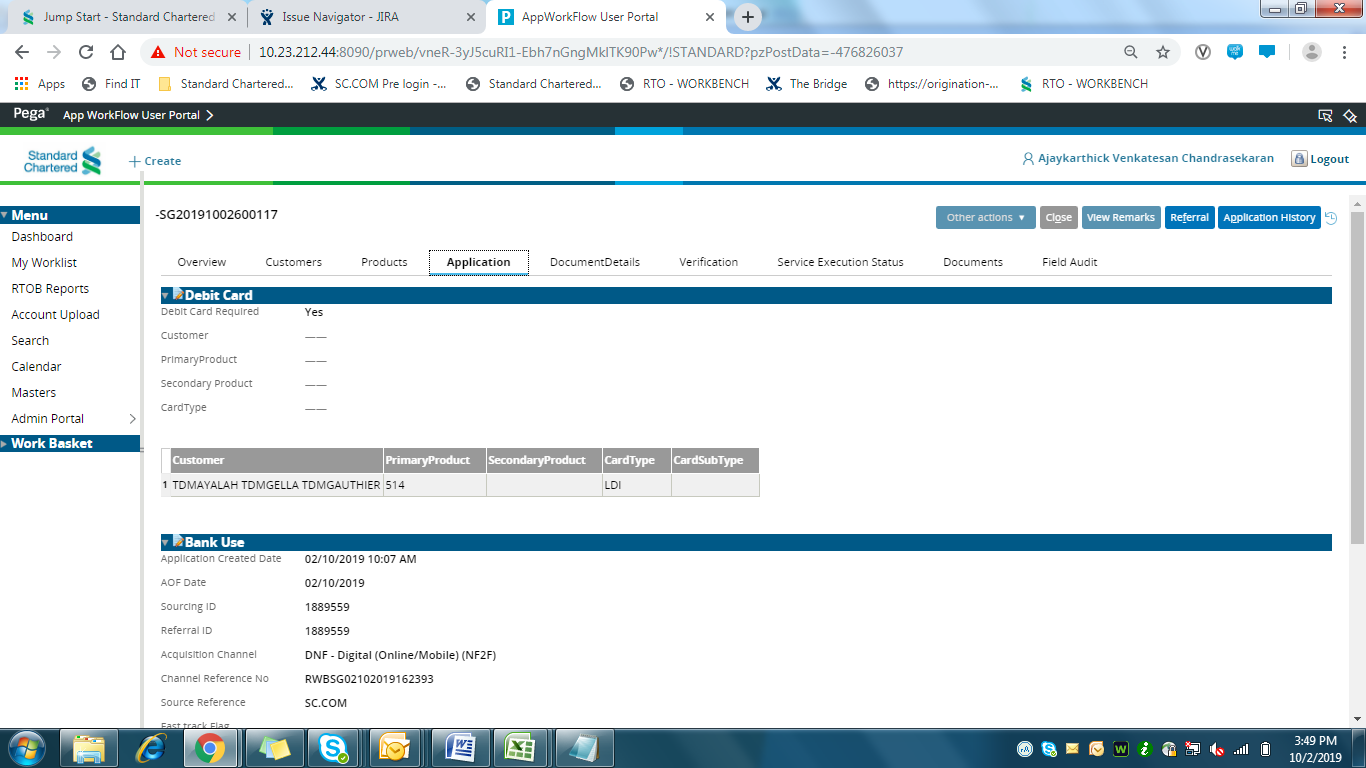 Jump Start - Standard Chartered
Issue Navigator - JIRA
AppWorkFlow User Portal
Not secure 10.23.212.44:8090/prweb/vneR-3yJ5cuRI1-Ebh7nGngMkITK90Pw*/!STANDARD?pzPostData=-476826037
Apps Find IT Standard Chartered... SC.COM Pre login -... Standard Chartered... RTO - WORKBENCH The Bridge https://origination-... RTO - WORKBENCH
Pega App WorkFlow User Portal
Standard Chartered
Create
Ajaykarthick Venkatesan Chandrasekaran Logout
Menu
Dashboard
My Worklist
RTOB Reports
Account Upload
Search
Calendar
Masters
Admin Portal
Work Basket
-SG20191002600117
Other actions Close View Remarks Referral Application History
Overview Customers Products Application DocumentDetails Verification Service Execution Status Documents Field Audit
Debit Card
Debit Card Required Yes
Customer ——
PrimaryProduct ——
Secondary Product ——
CardType ——
Customer PrimaryProduct SecondaryProduct CardType CardSubType
1 TDMAYALAH TDMGELLA TDMGAUTHIER 514 LDI
Bank Use
Application Created Date 02/10/2019 10:07 AM
AOF Date 02/10/2019
Sourcing ID 1889559
Referral ID 1889559
Acquisition Channel DNF - Digital (Online/Mobile) (NF2F)
Channel Reference No RWBSG02102019162393
Source Reference SC.COM
Fast track Flag
3:49 PM
10/2/2019